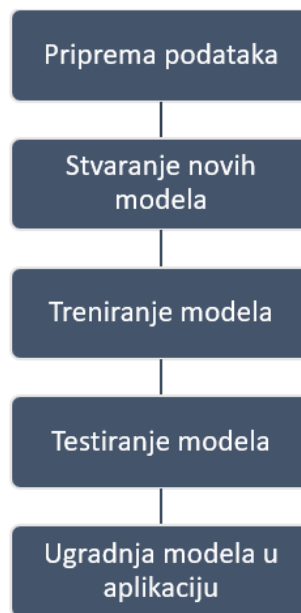 Priprema podataka
Stvaranje novih
modela
Treniranje modela
Testiranje modela
Ugradnja modela u
aplikaciju